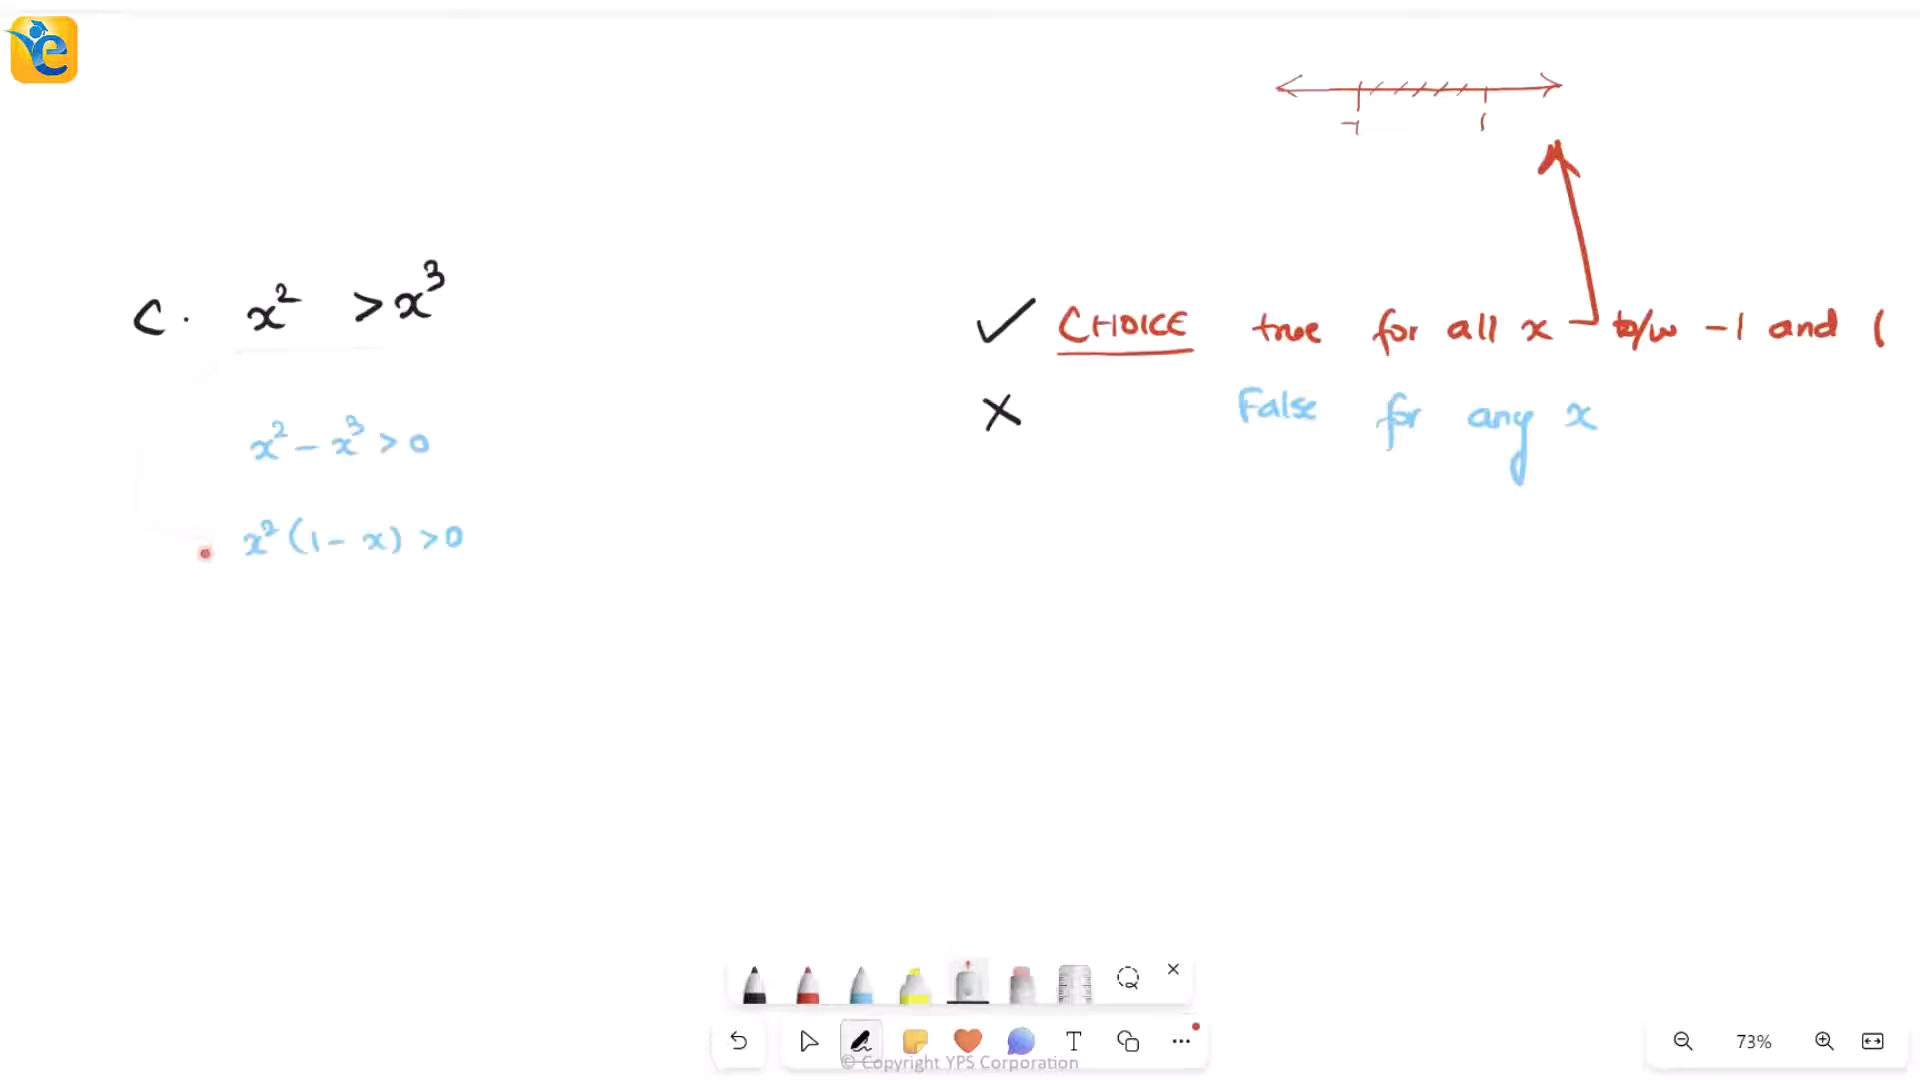 -1 1
C. x² > x³
✓ CHOICE true for all x b/w -1 and 1
× False for any x
x² - x³ > 0
x² (1 - x) > 0
73%
© Copyright YPS Corporation